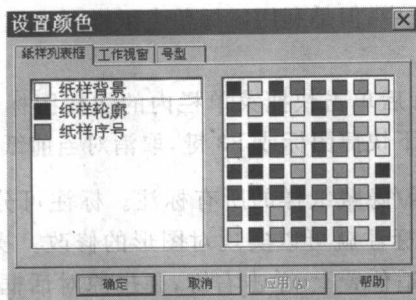 设置颜色
纸样列表框 工作视窗 号型
纸样背景
纸样轮廓
纸样序号
确定 取消 应用(A) 帮助